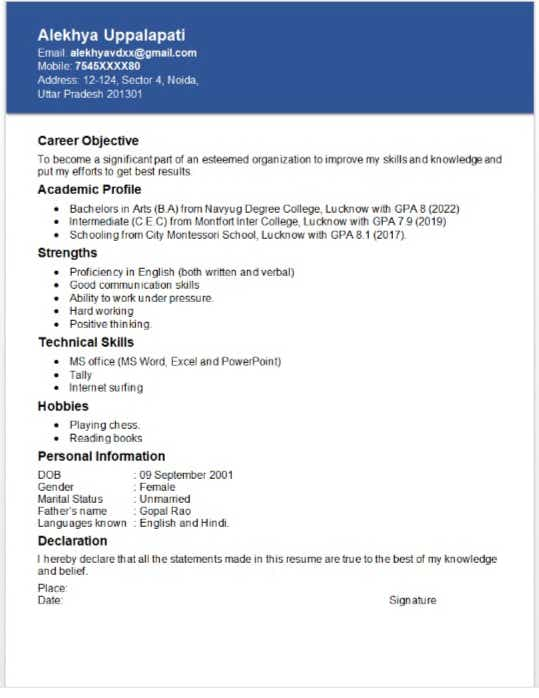 Alekhya Uppalapati
Email: alekhyavdxx@gmail.com
Mobile: 7545XXXX80
Address: 12-124, Sector 4, Noida,
Uttar Pradesh 201301
Career Objective
To become a significant part of an esteemed organization to improve my skills and knowledge and
put my efforts to get best results.
Academic Profile
• Bachelors in Arts (B.A) from Navyug Degree College, Lucknow with GPA 8 (2022)
• Intermediate (C.E.C) from Montfort Inter College, Lucknow with GPA 7.9 (2019)
• Schooling from City Montessori School, Lucknow with GPA 8.1 (2017).
Strengths
• Proficiency in English (both written and verbal)
• Good communication skills
• Ability to work under pressure.
• Hard working
• Positive thinking.
Technical Skills
• MS office (MS Word, Excel and PowerPoint)
• Tally
• Internet surfing
Hobbies
• Playing chess.
• Reading books
Personal Information
DOB : 09 September 2001
Gender : Female
Marital Status : Unmarried
Father's name : Gopal Rao
Languages known : English and Hindi.
Declaration
I hereby declare that all the statements made in this resume are true to the best of my knowledge
and belief.
Place:
Date: Signature